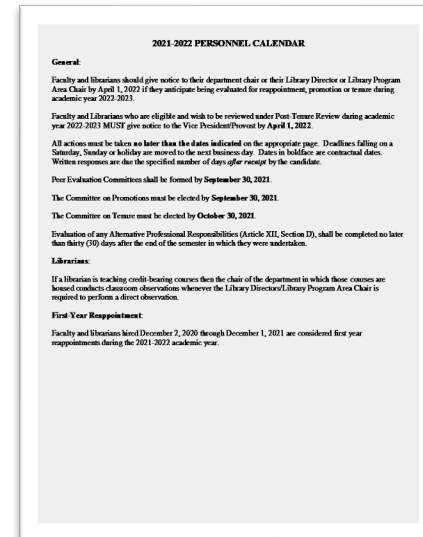 2021-2022 PERSONNEL CALENDAR
General:
Faculty and librarians should give notice to their department chair or their Library Director or Library Program
Area Chair by April 1, 2022 if they anticipate being evaluated for reappointment, promotion or tenure during
academic year 2022-2023.
Faculty and Librarians who are eligible and wish to be reviewed under Post-Tenure Review during academic
year 2022-2023 MUST give notice to the Vice President/Provost by April 1, 2022.
All actions must be taken no later than the dates indicated on the appropriate page. Deadlines falling on a
Saturday, Sunday or holiday are moved to the next business day. Dates in boldface are contractual dates.
Written responses are due the specified number of days after receipt by the candidate.
Peer Evaluation Committees shall be formed by September 30, 2021.
The Committee on Promotions must be elected by September 30, 2021.
The Committee on Tenure must be elected by October 30, 2021.
Evaluation of any Alternative Professional Responsibilities (Article XII, Section D), shall be completed no later
than thirty (30) days after the end of the semester in which they were undertaken.
Librarians:
If a librarian is teaching credit-bearing courses then the chair of the department in which those courses are
housed conducts classroom observations whenever the Library Directors/Library Program Area Chair is
required to perform a direct observation.
First-Year Reappointment:
Faculty and librarians hired December 2, 2020 through December 1, 2021 are considered first year
reappointments during the 2021-2022 academic year.